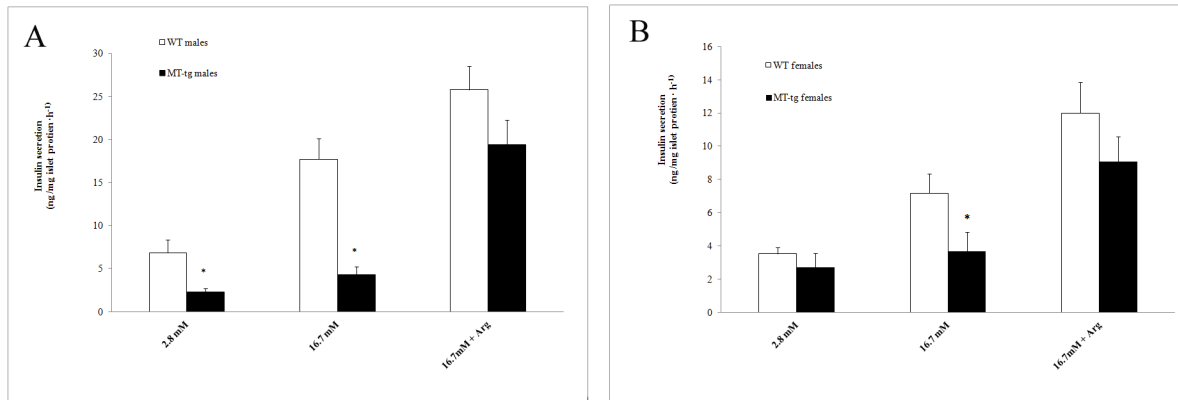 A
WT males
MT-tg males
Insulin secretion
(ng/mg islet protien· h-1)
30
25
20
15
10
5
0
*
*
2.8 mM
16.7 mM
16.7mM + Arg
B
WT females
MT-tg females
Insulin secretion
(ng/mg islet protien· h-1)
16
14
12
10
8
6
4
2
0
*
2.8 mM
16.7 mM
16.7mM + Arg